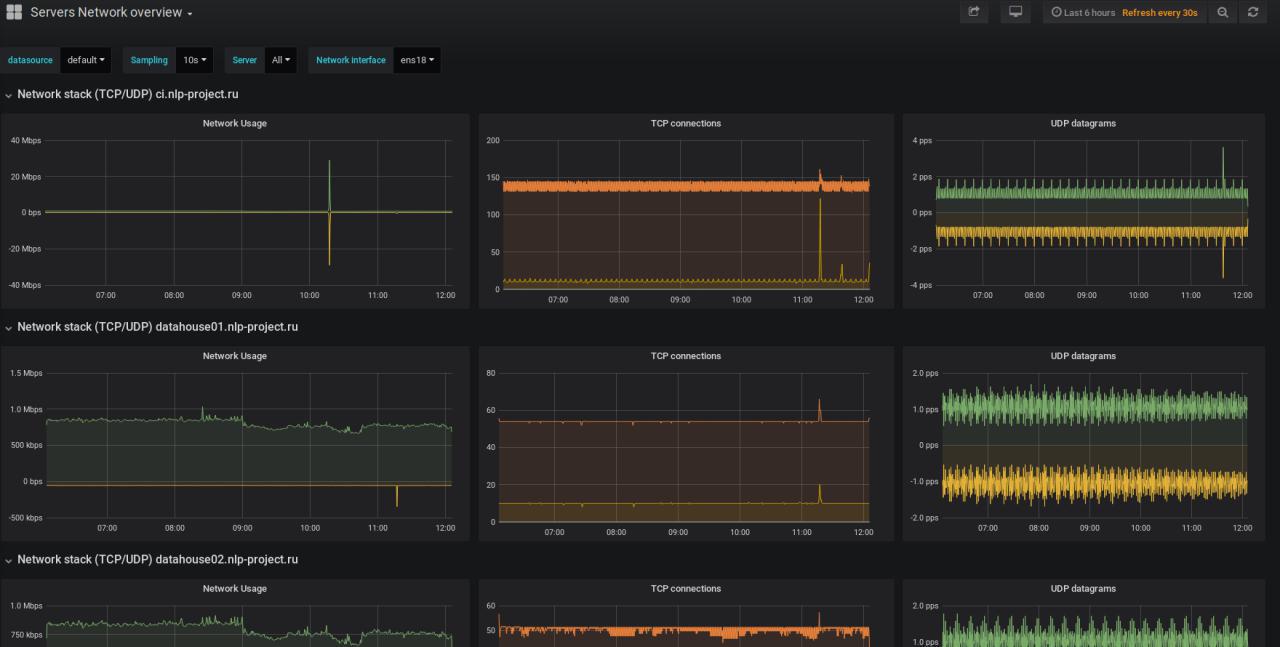 Servers Network overview
Last 6 hours Refresh every 30s
datasource default Sampling 10s Server All Network interface ens18
Network stack (TCP/UDP) ci.nlp-project.ru
Network Usage
40 Mbps
20 Mbps
0 bps
-20 Mbps
-40 Mbps
07:00 08:00 09:00 10:00 11:00 12:00
TCP connections
200
150
100
50
0
07:00 08:00 09:00 10:00 11:00 12:00
UDP datagrams
4 pps
2 pps
0 pps
-2 pps
-4 pps
07:00 08:00 09:00 10:00 11:00 12:00
Network stack (TCP/UDP) datahouse01.nlp-project.ru
Network Usage
1.5 Mbps
1.0 Mbps
500 kbps
0 bps
-500 kbps
07:00 08:00 09:00 10:00 11:00 12:00
TCP connections
80
60
40
20
0
07:00 08:00 09:00 10:00 11:00 12:00
UDP datagrams
2.0 pps
1.0 pps
0 pps
-1.0 pps
-2.0 pps
07:00 08:00 09:00 10:00 11:00 12:00
Network stack (TCP/UDP) datahouse02.nlp-project.ru
Network Usage
1.0 Mbps
750 kbps
TCP connections
60
50
UDP datagrams
2.0 pps
1.0 pps